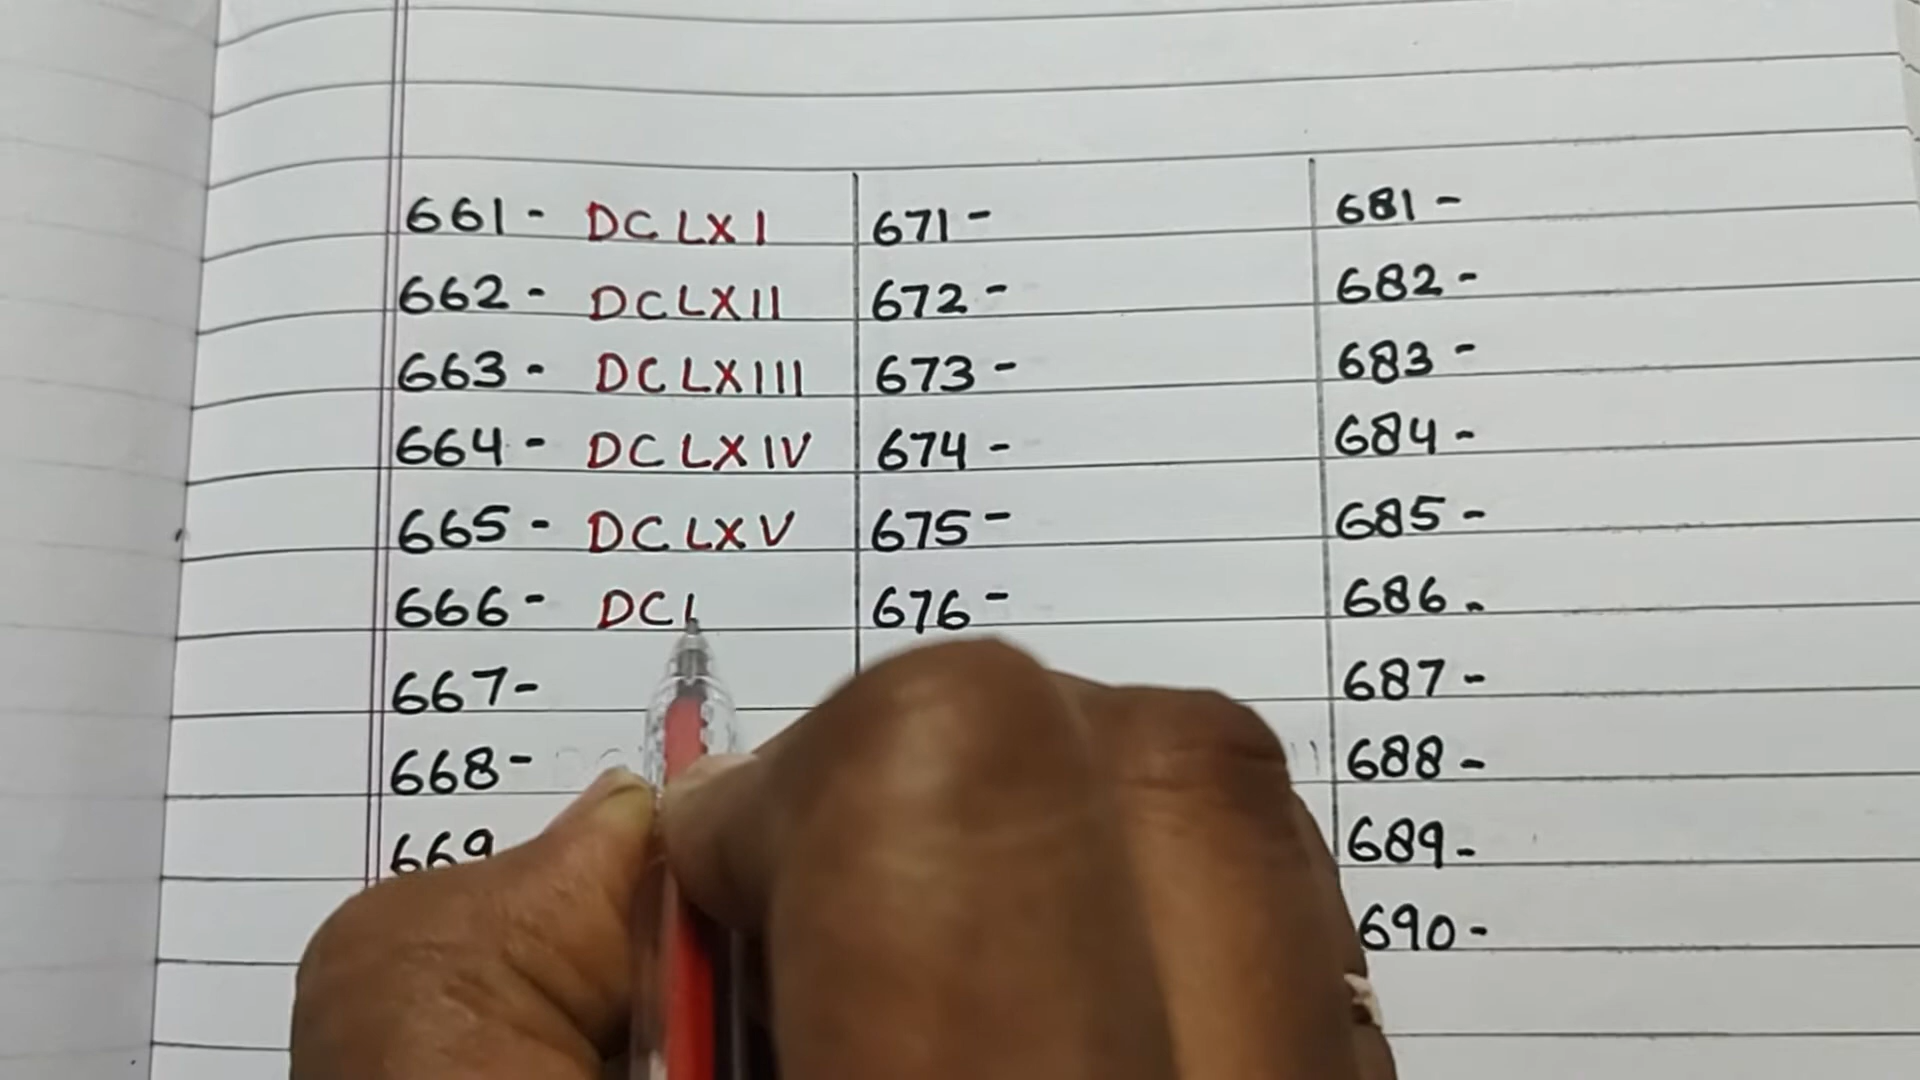 661 - DCLXI 671 - 681 -
662 - DCLXII 672 - 682 -
663 - DCLXIII 673 - 683 -
664 - DCLXIV 674 - 684 -
665 - DCLXV 675 - 685 -
666 - DCL 676 - 686 -
667 - 687 -
668 - 688 -
669 689 -
690 -